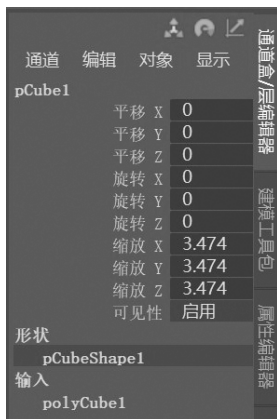 通道 编辑 对象 显示
pCube1
平移 X 0
平移 Y 0
平移 Z 0
旋转 X 0
旋转 Y 0
旋转 Z 0
缩放 X 3.474
缩放 Y 3.474
缩放 Z 3.474
可见性 启用
形状
pCubeShape1
输入
polyCube1
通道盒/层编辑器
建模工具包
属性编辑器